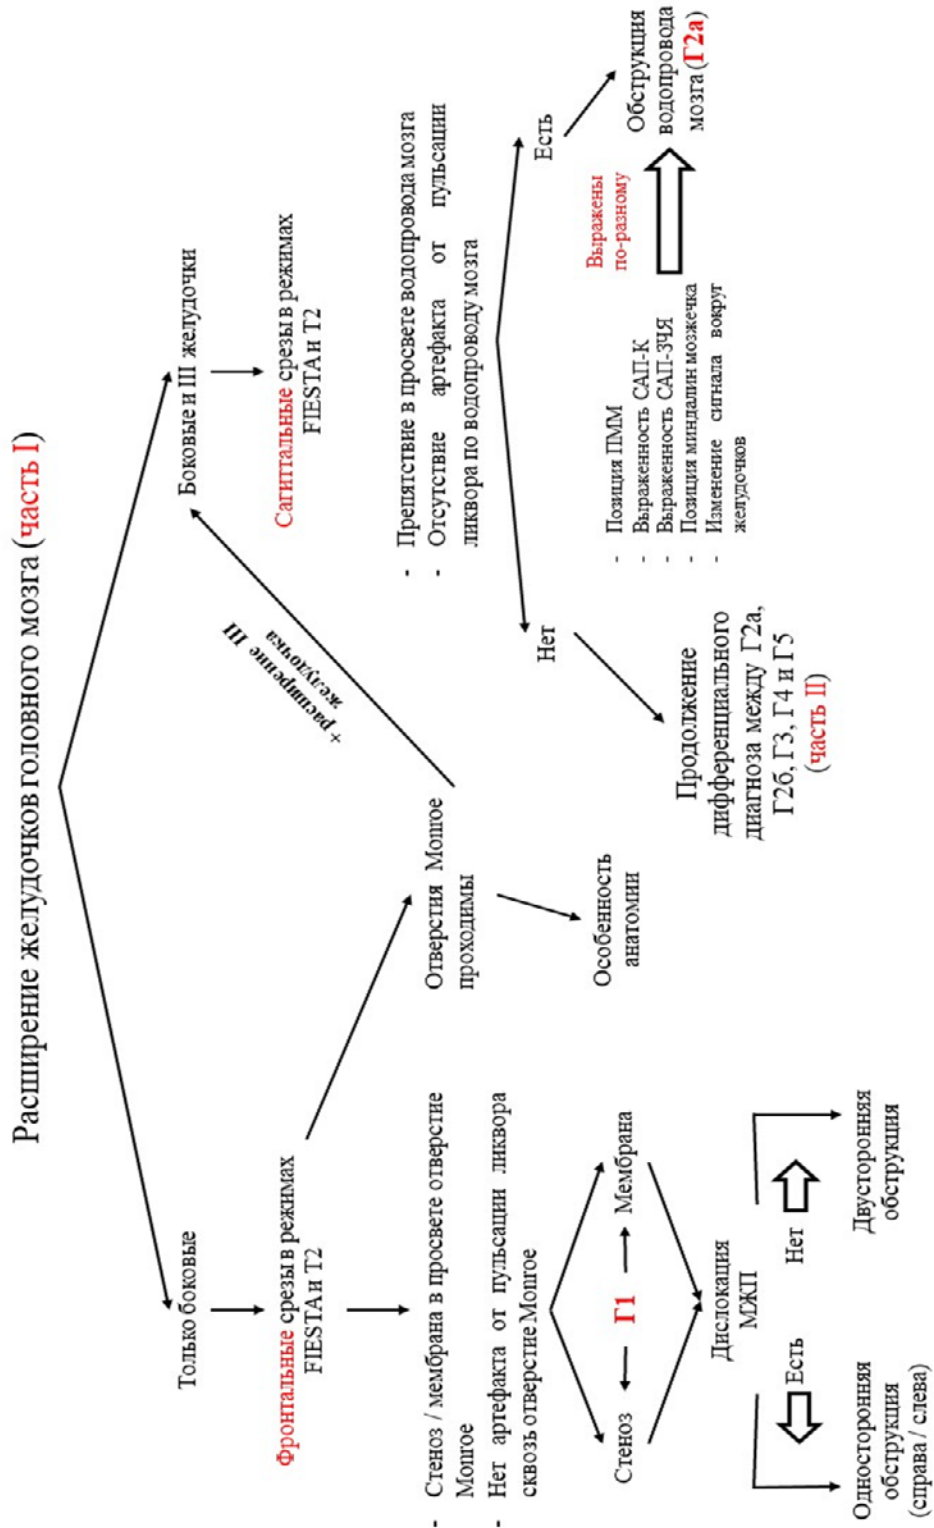 Расширение желудочков головного мозга (часть I)
Только боковые
Фронтальные срезы в режимах
FIESTA и T2
- Стеноз / мембрана в просвете отверстие
Monroe
- Нет артефакта от пульсации ликвора
сквозь отверстие Monroe
Стеноз
Г1
Мембрана
Дислокация
МЖП
Есть
Нет
Односторонняя
обструкция
(справа / слева)
Двусторонняя
обструкция
Отверстия Monroe
проходимы
Особенность
анатомии
+ расширение III
желудочка
Боковые и III желудочки
Сагиттальные срезы в режимах
FIESTA и T2
- Препятствие в просвете водопровода мозга
- Отсутствие артефакта от пульсации
ликвора по водопроводу мозга
Нет
Есть
Продолжение
дифференциального
диагноза между Г2а,
Г2б, Г3, Г4 и Г5
(часть II)
- Позиция ПММ
- Выраженность САП-К
- Выраженность САП-ЗЧЯ
- Позиция миндалин мозжечка
- Изменение сигнала вокруг
желудочков
Выражены
по-разному
Обструкция
водопровода
мозга (Г2а)